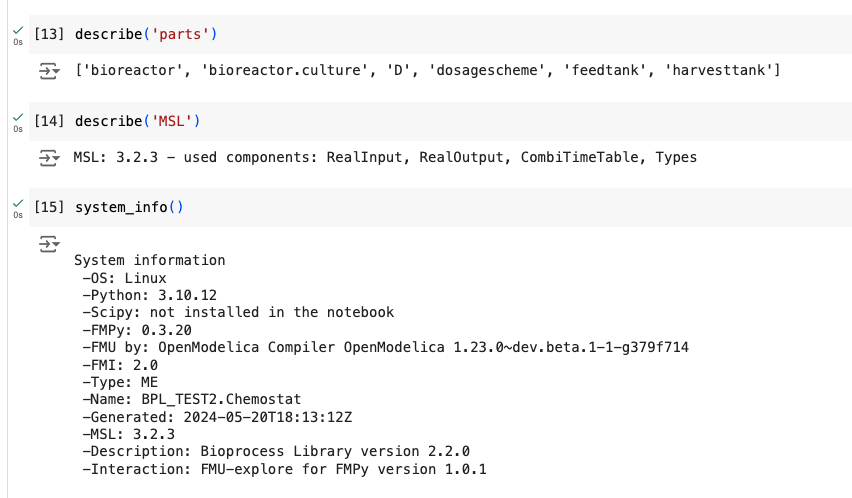 [13] describe('parts')
0s
['bioreactor', 'bioreactor.culture', 'D', 'dosagescheme', 'feedtank', 'harvesttank']
[14] describe('MSL')
0s
MSL: 3.2.3 - used components: RealInput, RealOutput, CombiTimeTable, Types
[15] system_info()
0s
System information
-OS: Linux
-Python: 3.10.12
-Scipy: not installed in the notebook
-FMPy: 0.3.20
-FMU by: OpenModelica Compiler OpenModelica 1.23.0~dev.beta.1-1-g379f714
-FMI: 2.0
-Type: ME
-Name: BPL_TEST2.Chemostat
-Generated: 2024-05-20T18:13:12Z
-MSL: 3.2.3
-Description: Bioprocess Library version 2.2.0
-Interaction: FMU-explore for FMPy version 1.0.1